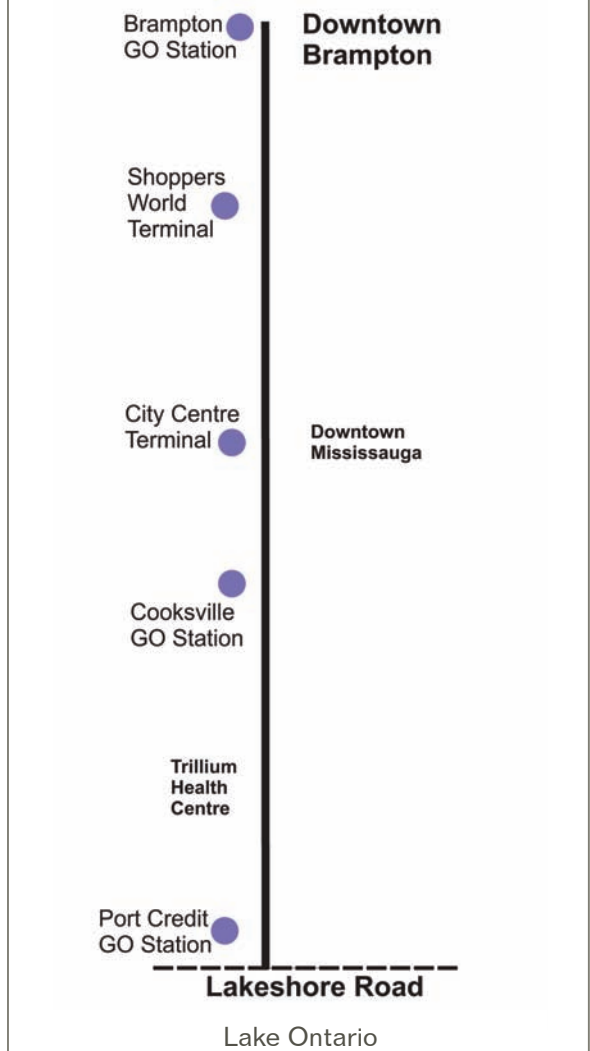 Brampton
GO Station
Downtown
Brampton
Shoppers
World
Terminal
City Centre
Terminal
Downtown
Mississauga
Cooksville
GO Station
Trillium
Health
Centre
Port Credit
GO Station
Lakeshore Road
Lake Ontario